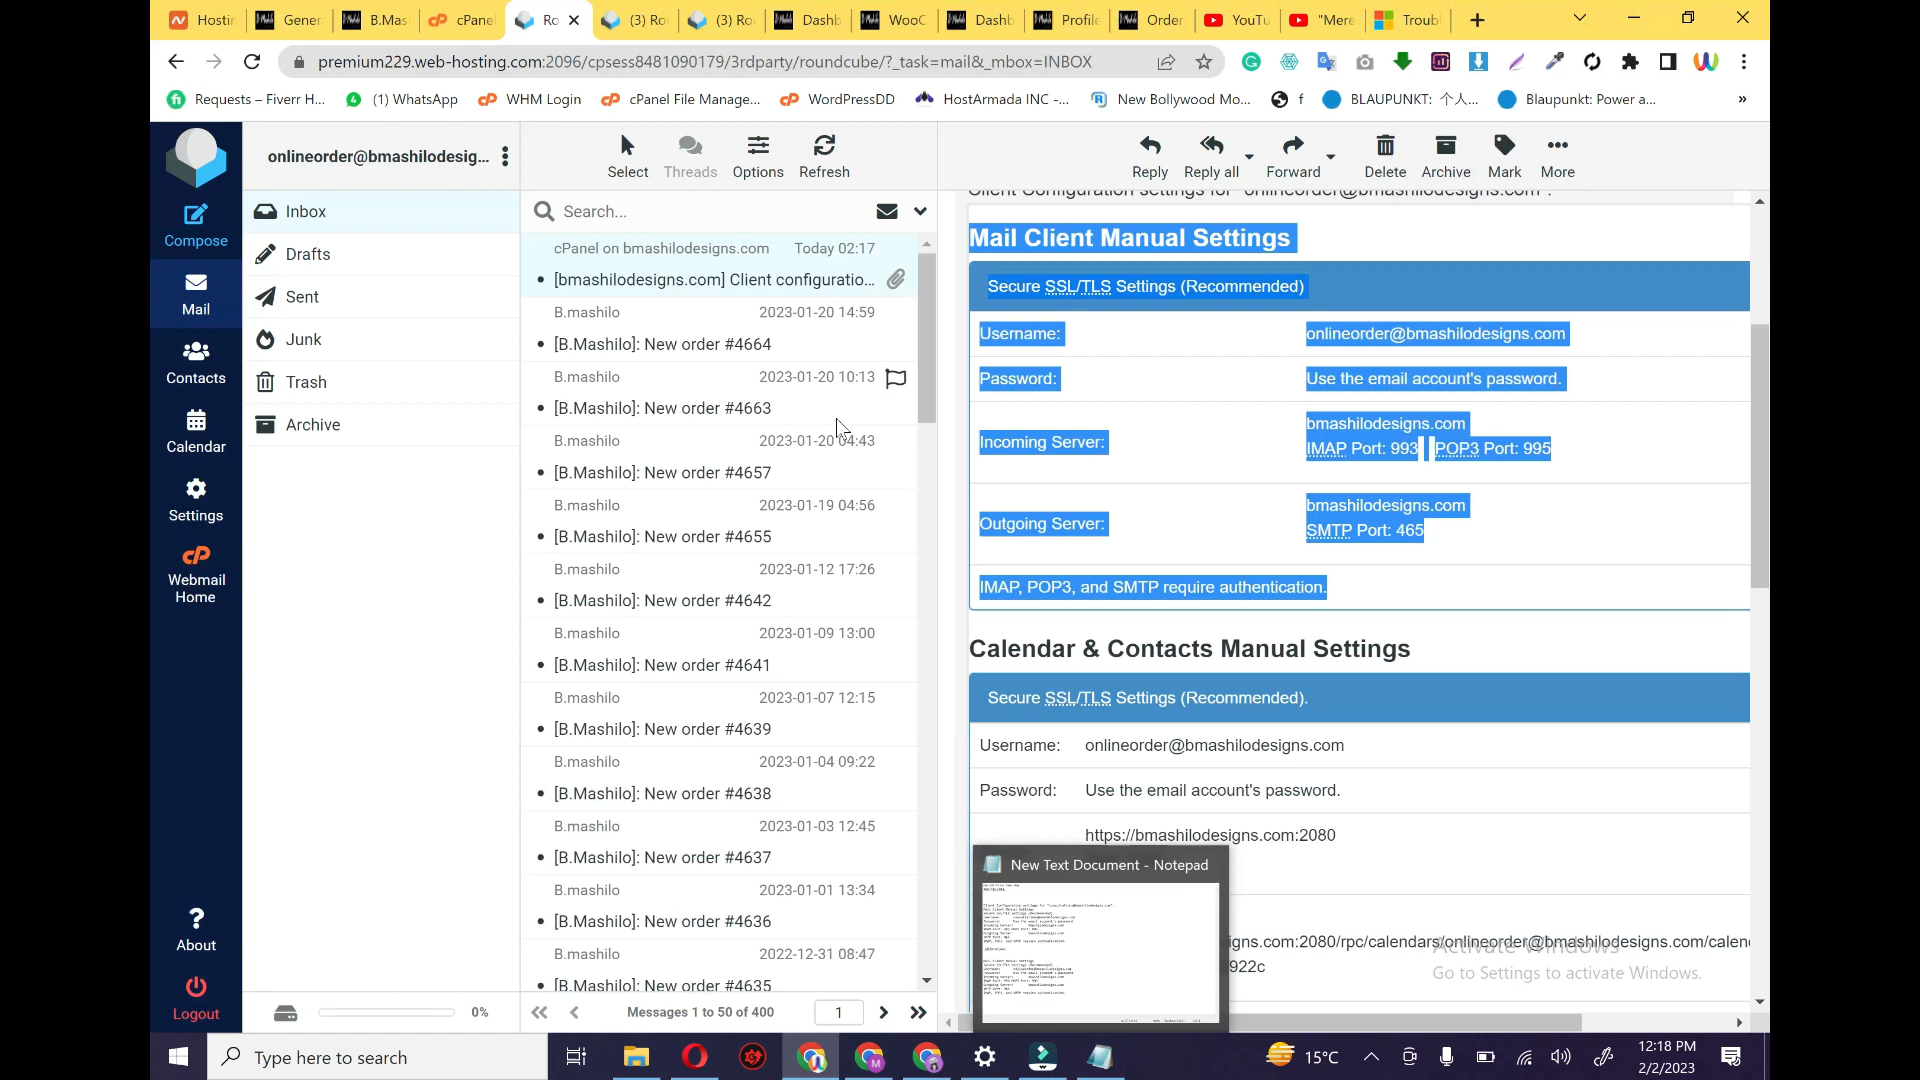 Hostin
Gener
B.Mas
cPanel
Ro
(3) Ro
(3) Ro
Dashb
WooC
Dashb
Profile
Order
YouTu
"Mere
Troubl
premium229.web-hosting.com:2096/cpsess8481090179/3rdparty/roundcube/?_task=mail&_mbox=INBOX
Requests – Fiverr H...
(1) WhatsApp
WHM Login
cPanel File Manage...
WordPressDD
HostArmada INC -...
New Bollywood Mo...
f
BLAUPUNKT: 个人...
Blaupunkt: Power a...
»
Compose
Mail
Contacts
Calendar
Settings
Webmail
Home
About
Logout
onlineorder@bmashilodesig...
Inbox
Drafts
Sent
Junk
Trash
Archive
0%
Select
Threads
Options
Refresh
Search...
cPanel on bmashilodesigns.com Today 02:17
• [bmashilodesigns.com] Client configuratio...
B.mashilo 2023-01-20 14:59
• [B.Mashilo]: New order #4664
B.mashilo 2023-01-20 10:13
• [B.Mashilo]: New order #4663
B.mashilo 2023-01-20 04:43
• [B.Mashilo]: New order #4657
B.mashilo 2023-01-19 04:56
• [B.Mashilo]: New order #4655
B.mashilo 2023-01-12 17:26
• [B.Mashilo]: New order #4642
B.mashilo 2023-01-09 13:00
• [B.Mashilo]: New order #4641
B.mashilo 2023-01-07 12:15
• [B.Mashilo]: New order #4639
B.mashilo 2023-01-04 09:22
• [B.Mashilo]: New order #4638
B.mashilo 2023-01-03 12:45
• [B.Mashilo]: New order #4637
B.mashilo 2023-01-01 13:34
• [B.Mashilo]: New order #4636
B.mashilo 2022-12-31 08:47
• [B.Mashilo]: New order #4635
Messages 1 to 50 of 400
1
Reply
Reply all
Forward
Delete
Archive
Mark
More
Client Configuration settings for "onlineorder@bmashilodesigns.com".
Mail Client Manual Settings
Secure SSL/TLS Settings (Recommended)
Username: onlineorder@bmashilodesigns.com
Password: Use the email account's password.
Incoming Server: bmashilodesigns.com
IMAP Port: 993 POP3 Port: 995
Outgoing Server: bmashilodesigns.com
SMTP Port: 465
IMAP, POP3, and SMTP require authentication.
Calendar & Contacts Manual Settings
Secure SSL/TLS Settings (Recommended).
Username: onlineorder@bmashilodesigns.com
Password: Use the email account's password.
https://bmashilodesigns.com:2080
New Text Document - Notepad
igns.com:2080/rpc/calendars/onlineorder@bmashilodesigns.com/calen
922c
Activate Windows
Go to Settings to activate Windows.
Type here to search
15°C
12:18 PM
2/2/2023